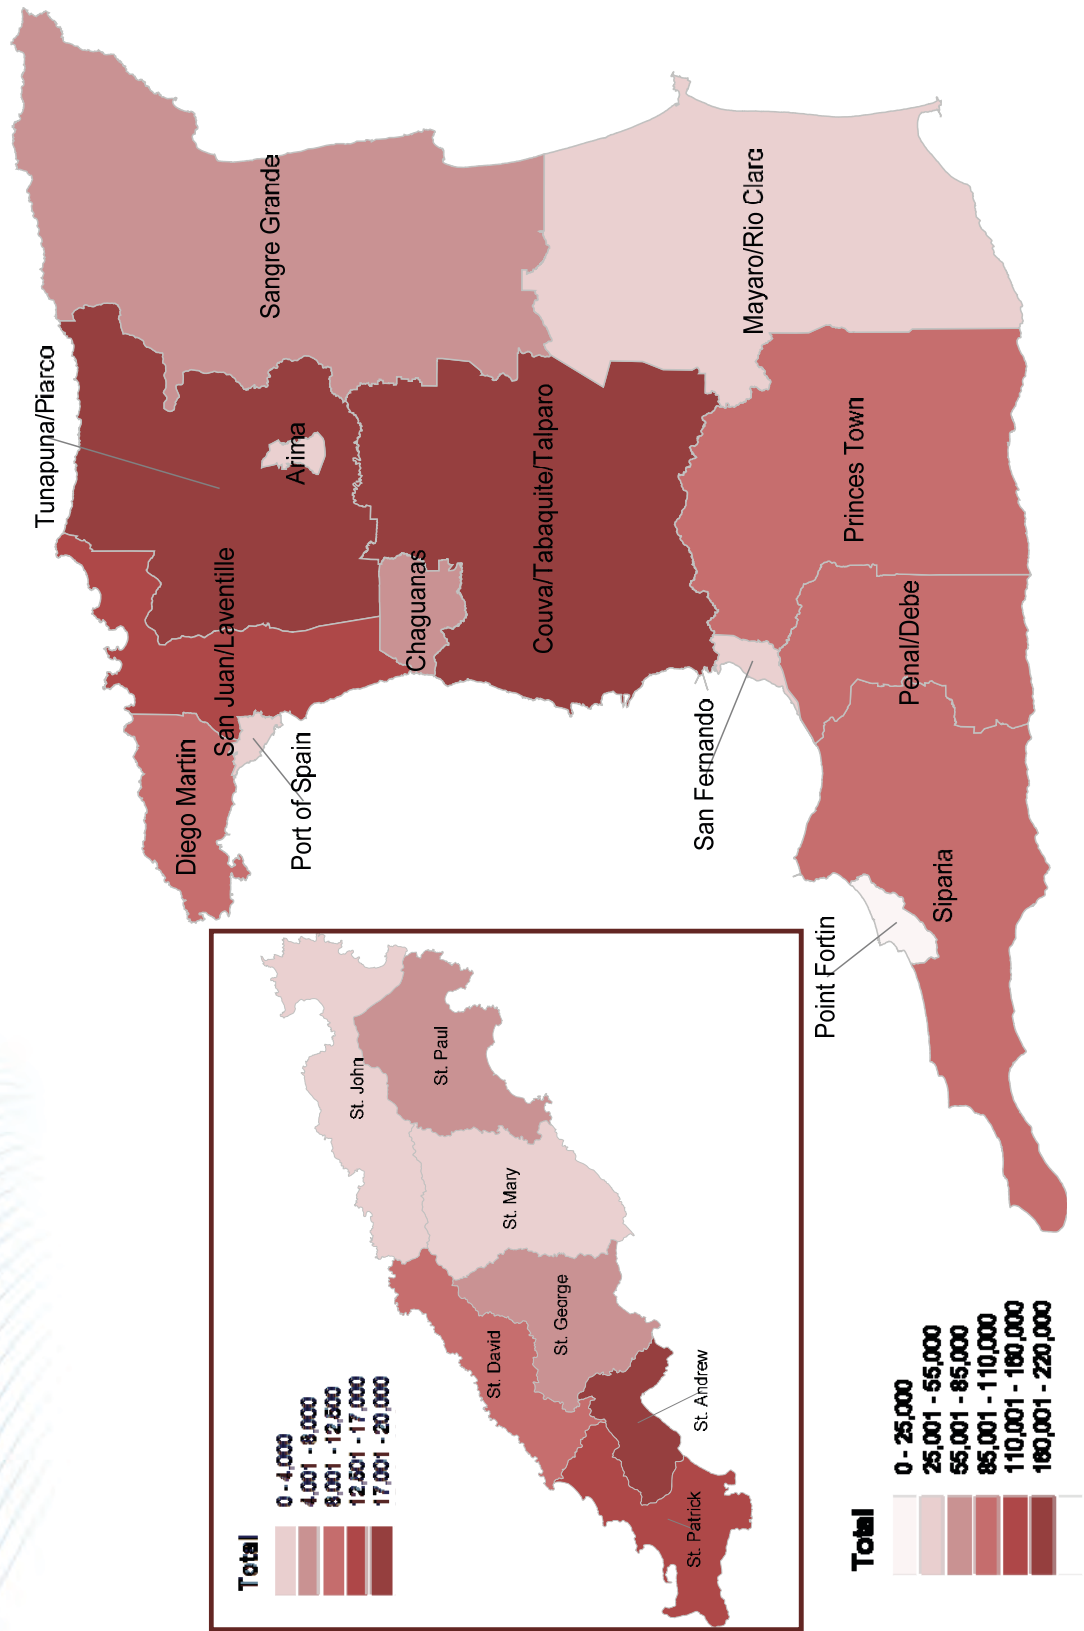 Tunapuna/Piarco
Sangre Grande
Arima
San Juan/Laventille
Chaguanas
Diego Martin
Port of Spain
Couva/Tabaquite/Talparo
Mayaro/Rio Claro
Princes Town
San Fernando
Penal/Debe
Siparia
Point Fortin
St. John
St. Paul
St. Mary
St. George
St. David
St. Andrew
St. Patrick
Total
0 - 4,000
4,001 - 8,000
8,001 - 12,500
12,501 - 17,000
17,001 - 20,000
Total
0 - 25,000
25,001 - 55,000
55,001 - 85,000
85,001 - 110,000
110,001 - 160,000
160,001 - 220,000